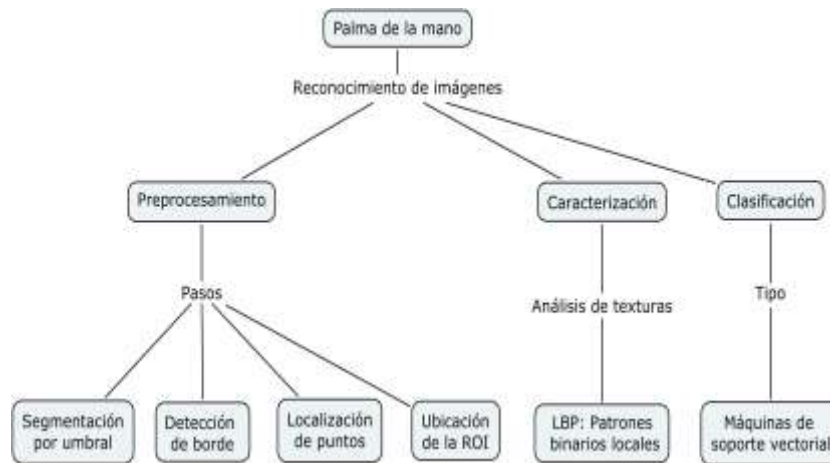 Palma de la mano
Reconocimiento de imágenes
Preprocesamiento
Caracterización
Clasificación
Pasos
Análisis de texturas
Tipo
Segmentación
por umbral
Detección
de borde
Localización
de puntos
Ubicación
de la ROI
LBP: Patrones
binarios locales
Máquinas de
soporte vectorial